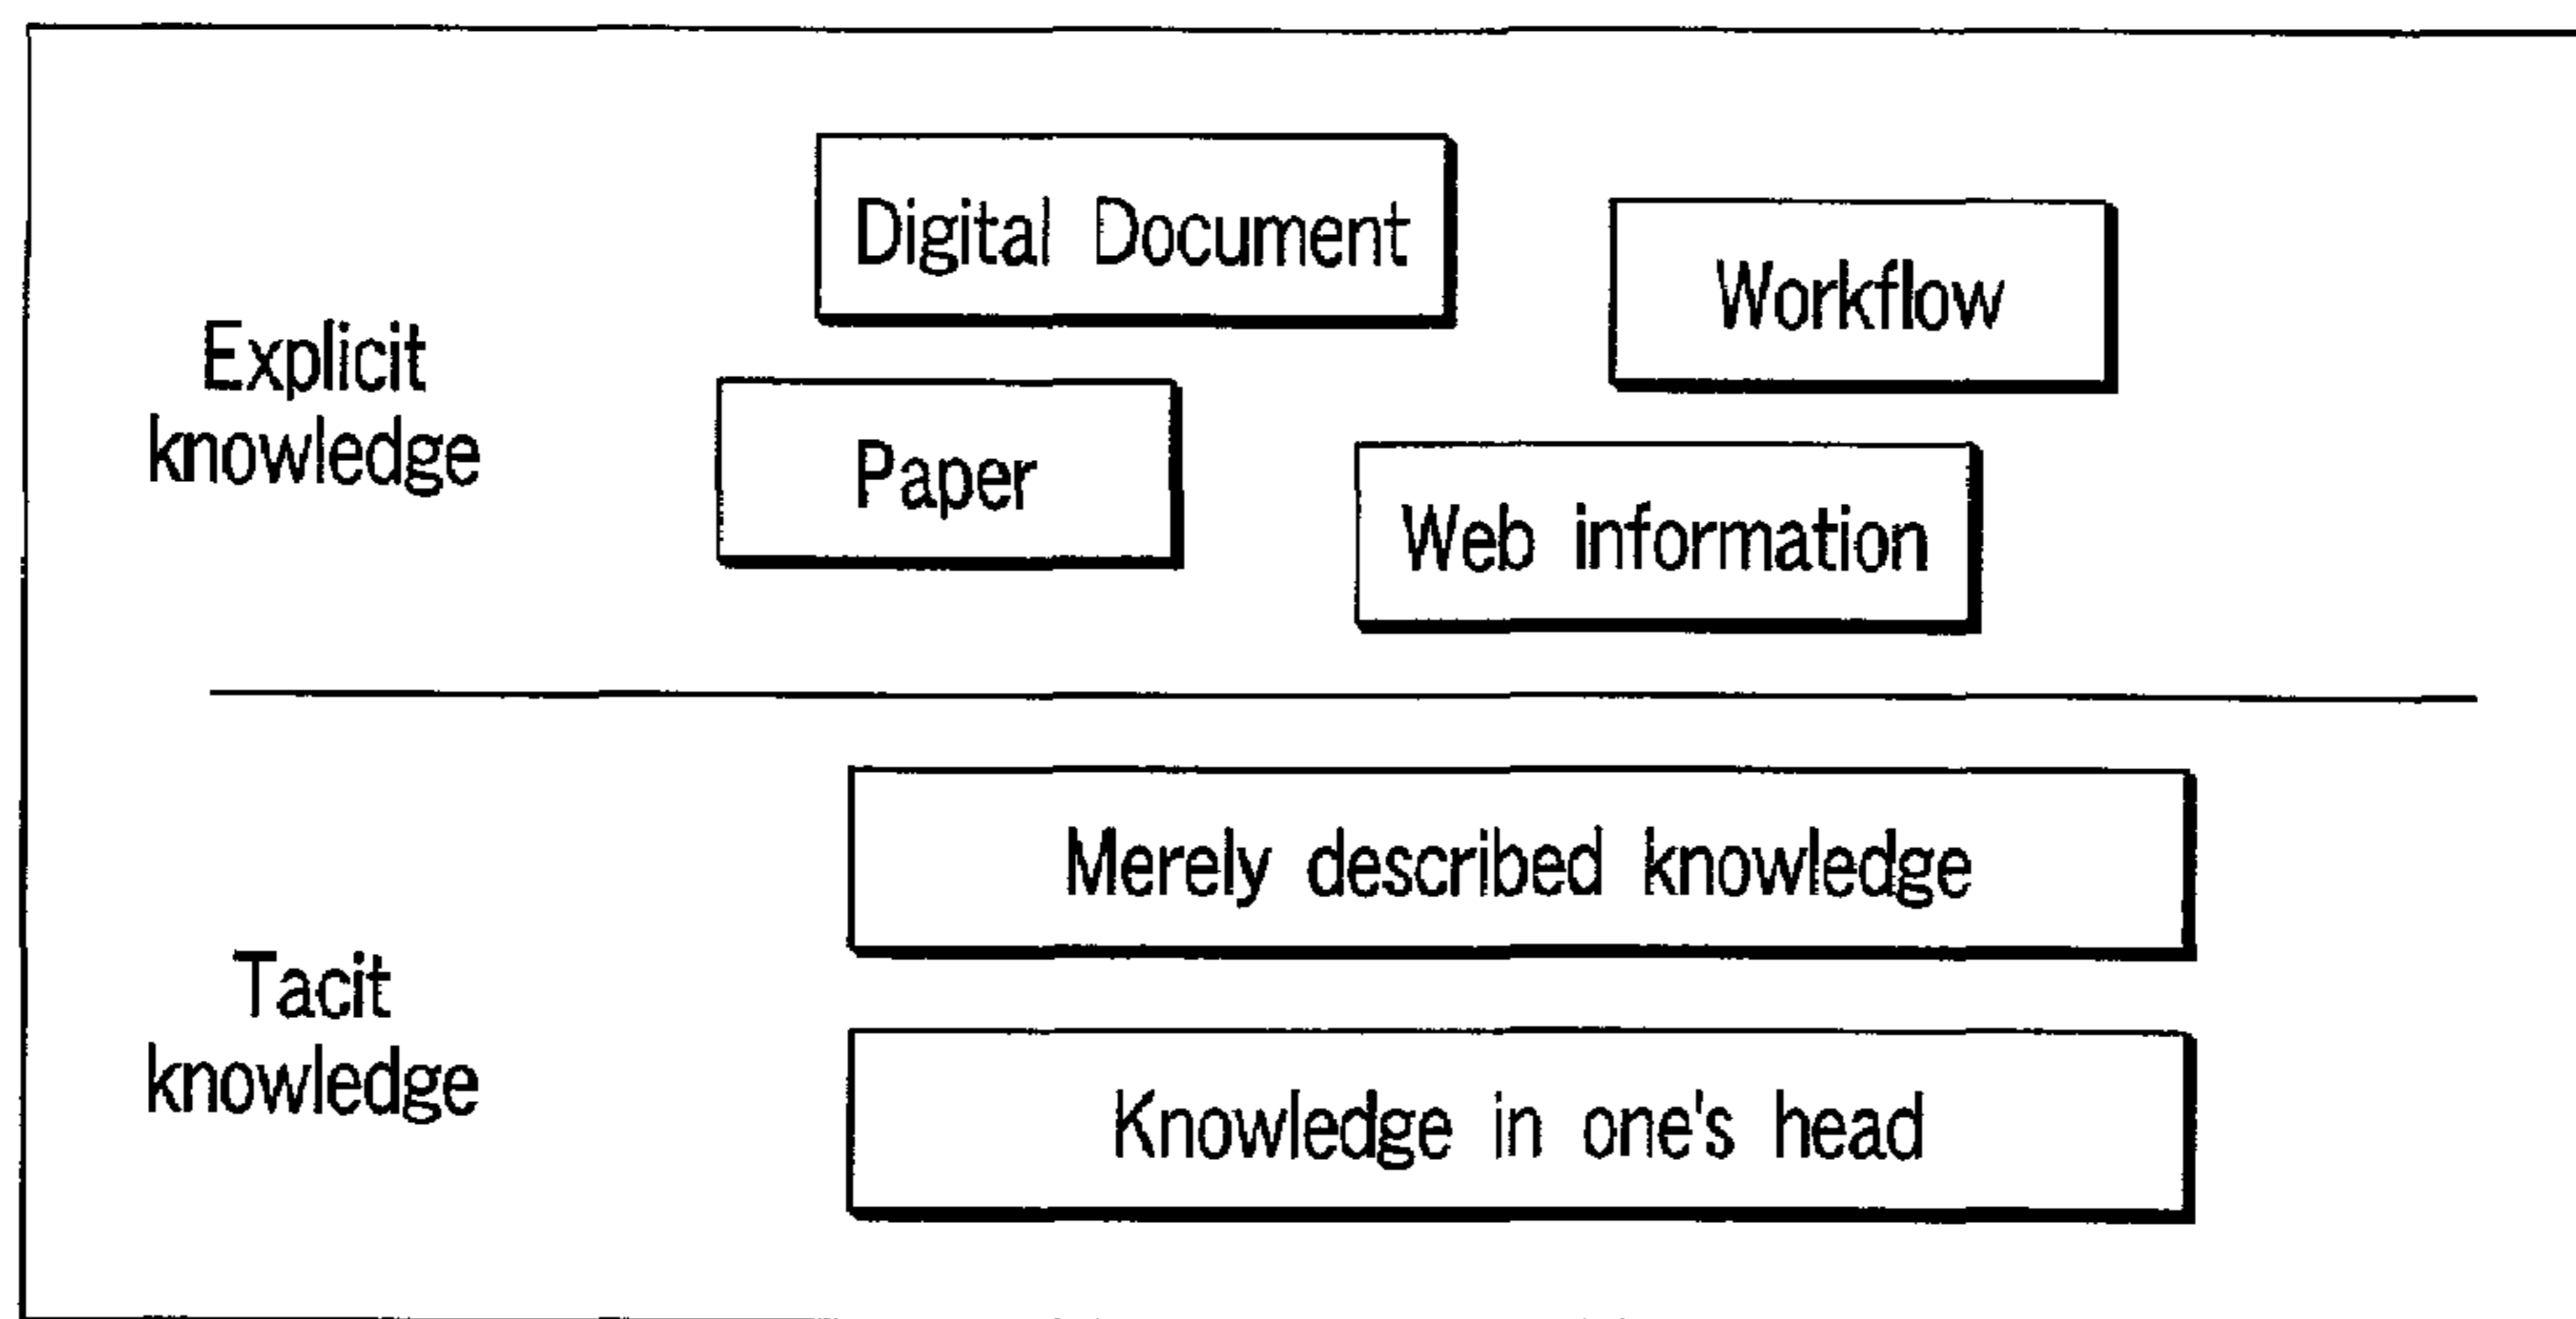 Explicit
knowledge
Digital Document
Workflow
Paper
Web information
Tacit
knowledge
Merely described knowledge
Knowledge in one's head